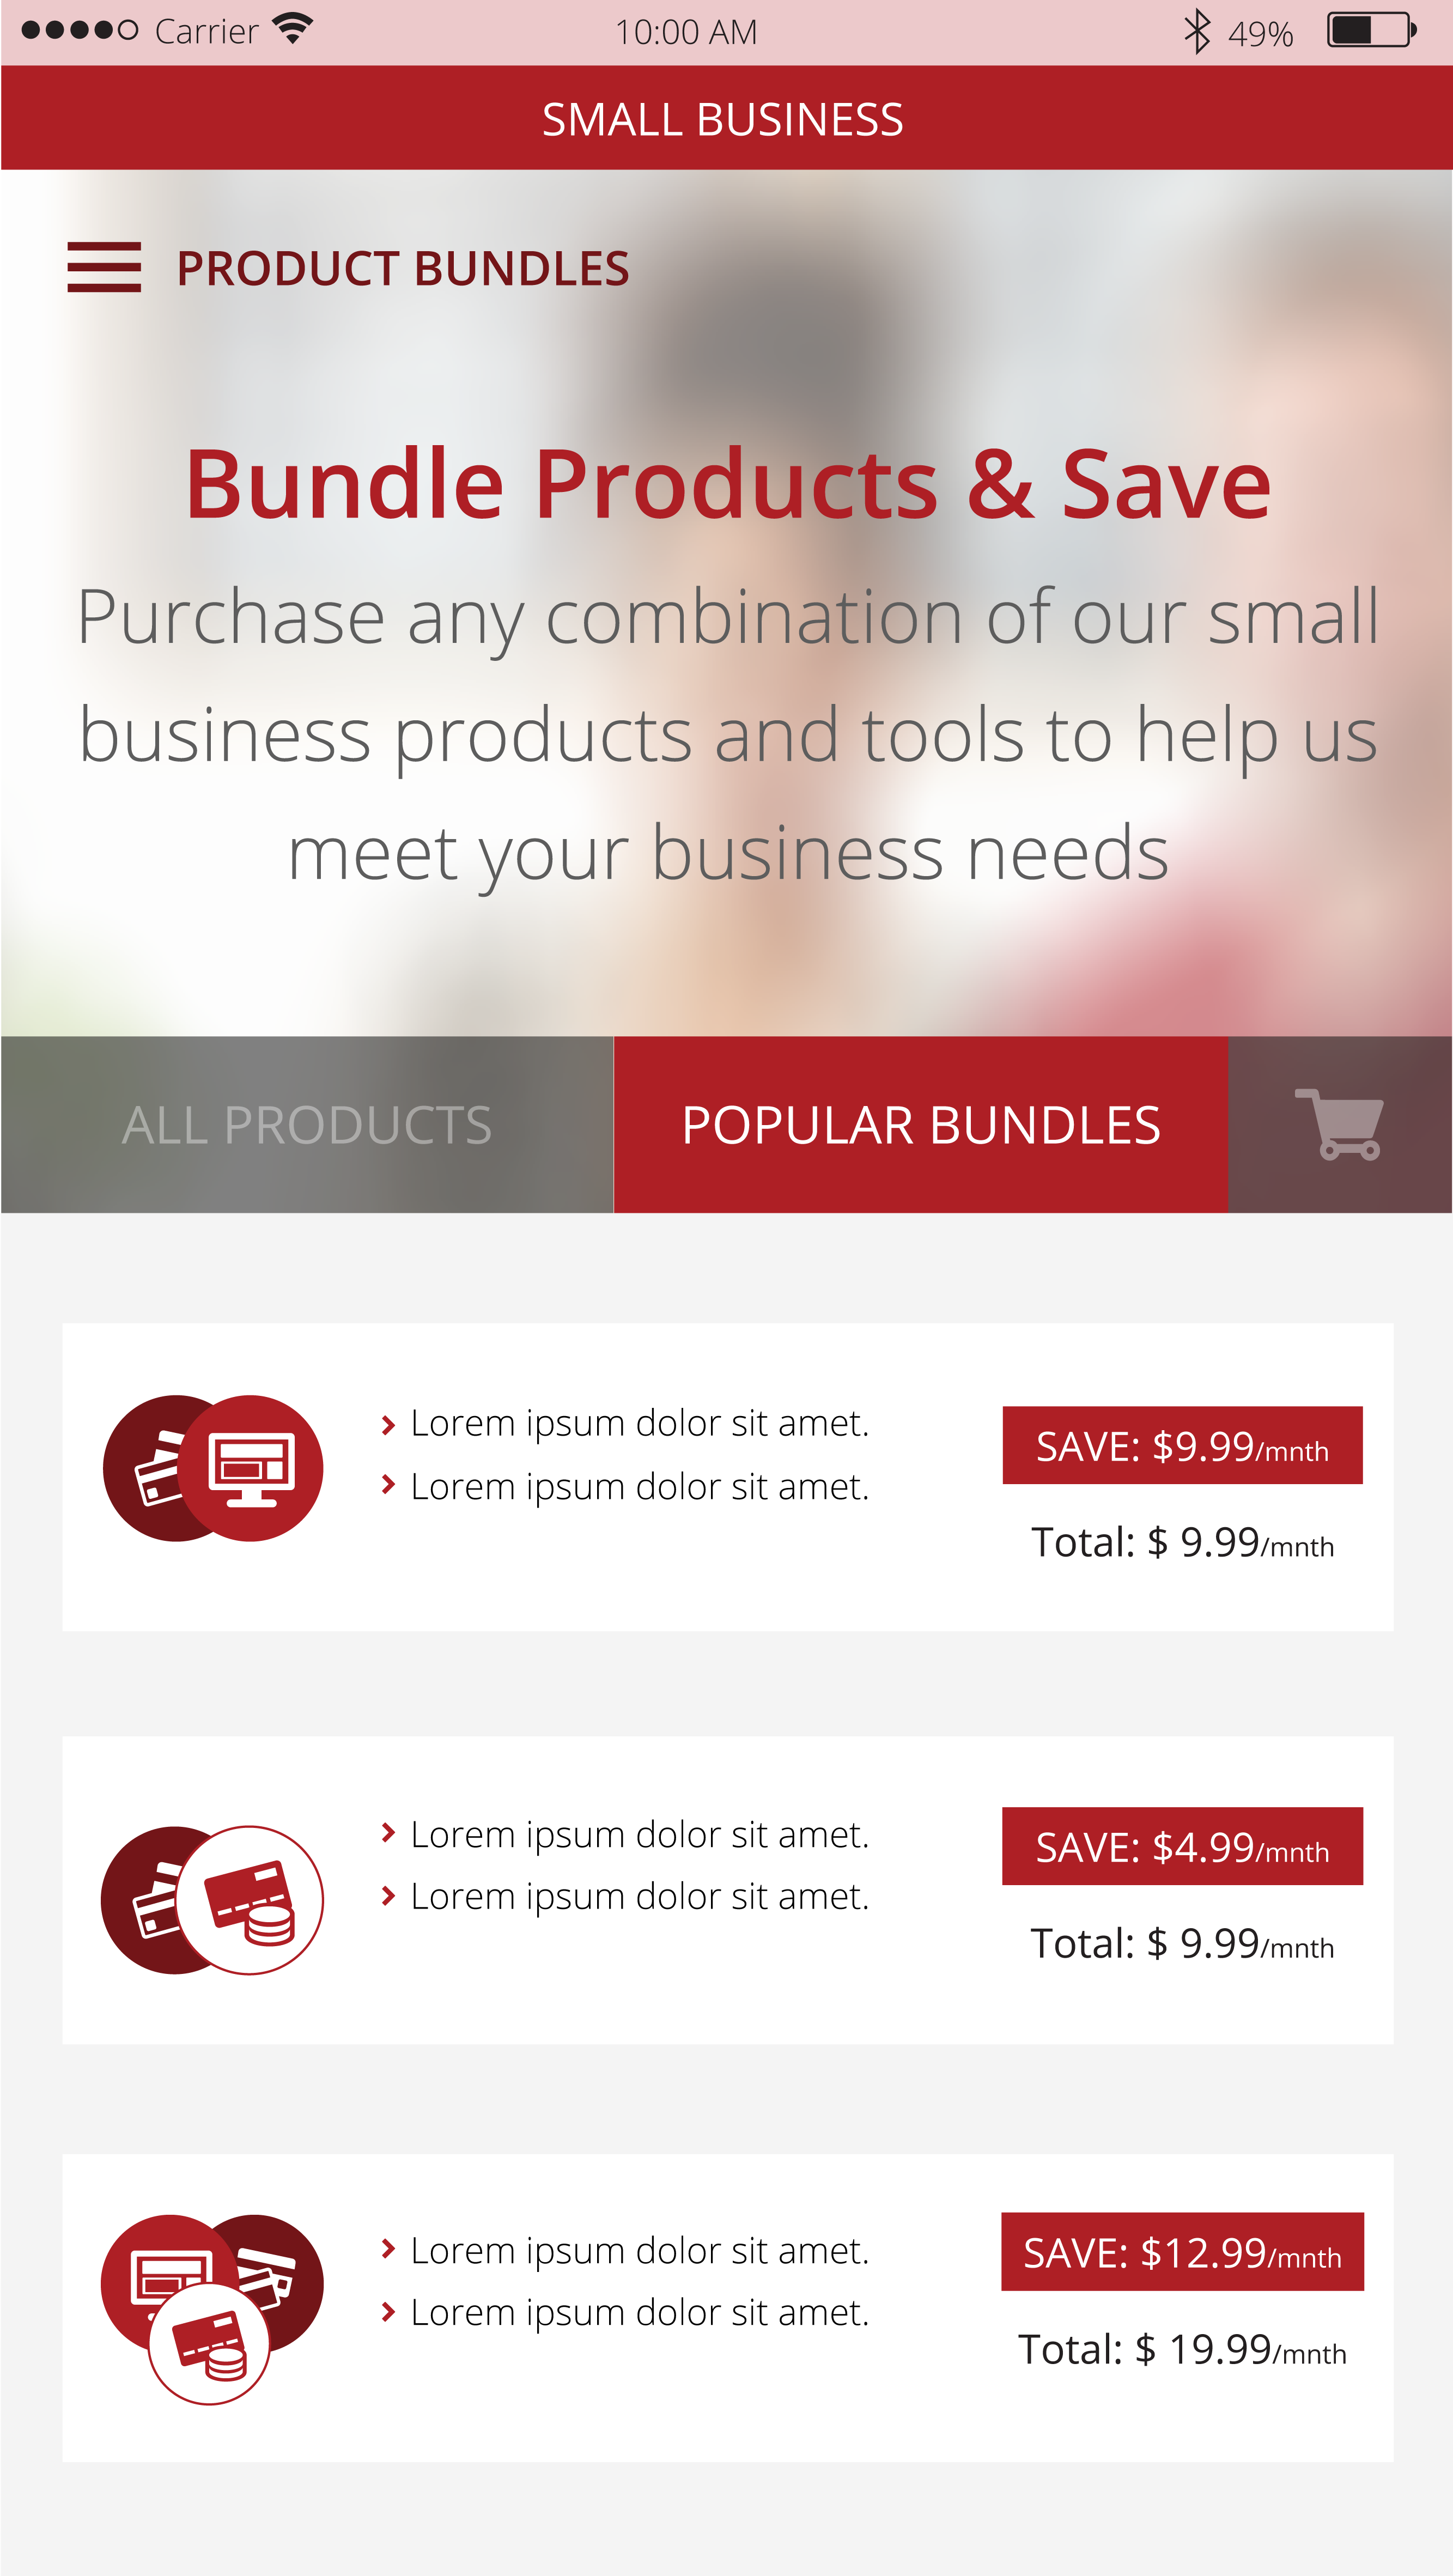 Carrier 10:00 AM 49%
SMALL BUSINESS
PRODUCT BUNDLES
Bundle Products & Save
Purchase any combination of our small
business products and tools to help us
meet your business needs
ALL PRODUCTS POPULAR BUNDLES
Lorem ipsum dolor sit amet.
Lorem ipsum dolor sit amet.
SAVE: $9.99/mnth
Total: $ 9.99/mnth
Lorem ipsum dolor sit amet.
Lorem ipsum dolor sit amet.
SAVE: $4.99/mnth
Total: $ 9.99/mnth
Lorem ipsum dolor sit amet.
Lorem ipsum dolor sit amet.
SAVE: $12.99/mnth
Total: $ 19.99/mnth